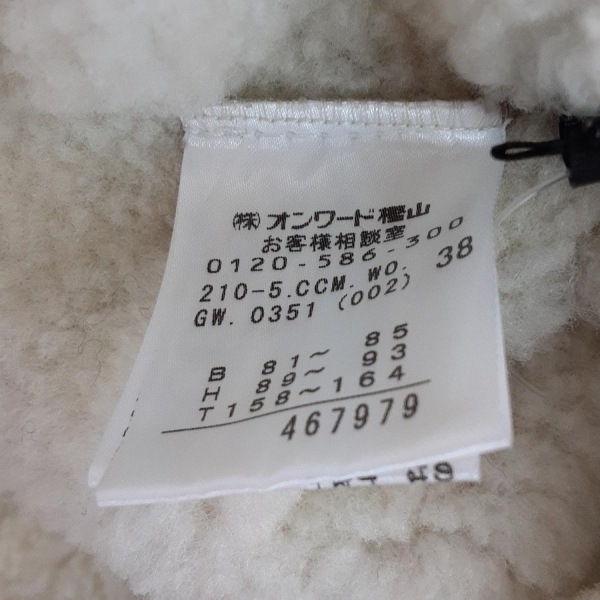 ㈱オンワード樫山
お客様相談室
0120-586-300
210-5.CCM.WO. 38
GW. 0351 (002)
B 81〜 85
H 89〜 93
T158〜164
467979